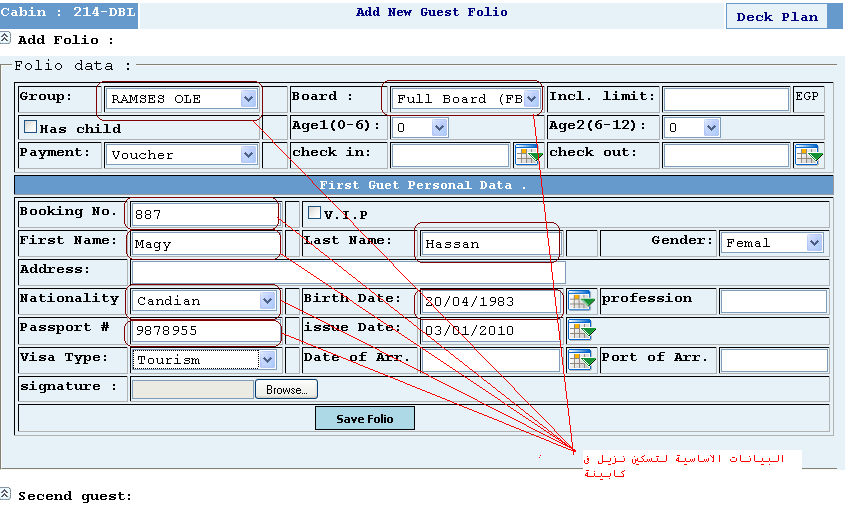 Cabin : 214-DBL Add New Guest Folio Deck Plan
Add Folio :
Folio data :
Group: RAMSES OLE Board : Full Board (FB Incl. limit: EGP
Has child Age1(0-6): 0 Age2(6-12): 0
Payment: Voucher check in: check out:
First Guet Personal Data .
Booking No. 887 V.I.P
First Name: Magy Last Name: Hassan Gender: Femal
Address:
Nationality Candian Birth Date: 20/04/1983 profession
Passport # 9878955 issue Date: 03/01/2010
Visa Type: Tourism Date of Arr. Port of Arr.
signature : Browse...
Save Folio
البيانات الاساسية لتسكين نزيل ف
كابينة
Secend guest: